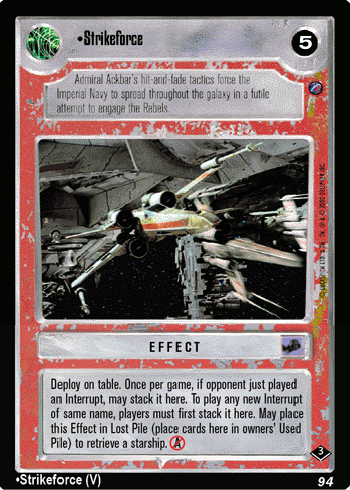 •Strikeforce
5
Admiral Ackbar's hit-and-fade tactics force the
Imperial Navy to spread throughout the galaxy in a futile
attempt to engage the Rebels.
EFFECT
Deploy on table. Once per game, if opponent just played
an Interrupt, may stack it here. To play any new Interrupt
of same name, players must first stack it here. May place
this Effect in Lost Pile (place cards here in owners' Used
Pile) to retrieve a starship. A
3
•Strikeforce (V)
94